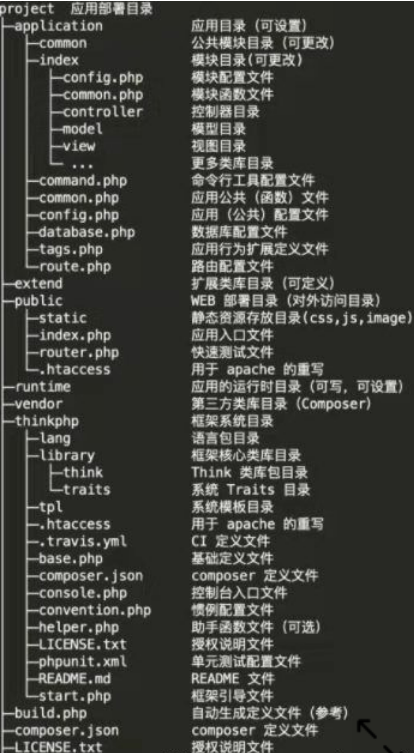 project 应用部署目录
├─application 应用目录（可设置）
│ ├─common 公共模块目录（可更改）
│ ├─index 模块目录(可更改)
│ │ ├─config.php 模块配置文件
│ │ ├─common.php 模块函数文件
│ │ ├─controller 控制器目录
│ │ ├─model 模型目录
│ │ ├─view 视图目录
│ │ └─ ... 更多类库目录
│ ├─command.php 命令行工具配置文件
│ ├─common.php 应用公共（函数）文件
│ ├─config.php 应用（公共）配置文件
│ ├─database.php 数据库配置文件
│ ├─tags.php 应用行为扩展定义文件
│ └─route.php 路由配置文件
├─extend 扩展类库目录（可定义）
├─public WEB 部署目录（对外访问目录）
│ ├─static 静态资源存放目录(css,js,image)
│ ├─index.php 应用入口文件
│ ├─router.php 快速测试文件
│ └─.htaccess 用于 apache 的重写
├─runtime 应用的运行时目录（可写，可设置）
├─vendor 第三方类库目录（Composer）
├─thinkphp 框架系统目录
│ ├─lang 语言包目录
│ ├─library 框架核心类库目录
│ │ ├─think Think 类库包目录
│ │ └─traits 系统 Traits 目录
│ ├─tpl 系统模板目录
│ ├─.htaccess 用于 apache 的重写
│ ├─.travis.yml CI 定义文件
│ ├─base.php 基础定义文件
│ ├─composer.json composer 定义文件
│ ├─console.php 控制台入口文件
│ ├─convention.php 惯例配置文件
│ ├─helper.php 助手函数文件（可选）
│ ├─LICENSE.txt 授权说明文件
│ ├─phpunit.xml 单元测试配置文件
│ ├─README.md README 文件
│ └─start.php 框架引导文件
├─build.php 自动生成定义文件（参考）
├─composer.json composer 定义文件
├─LICENSE.txt 授权说明文件